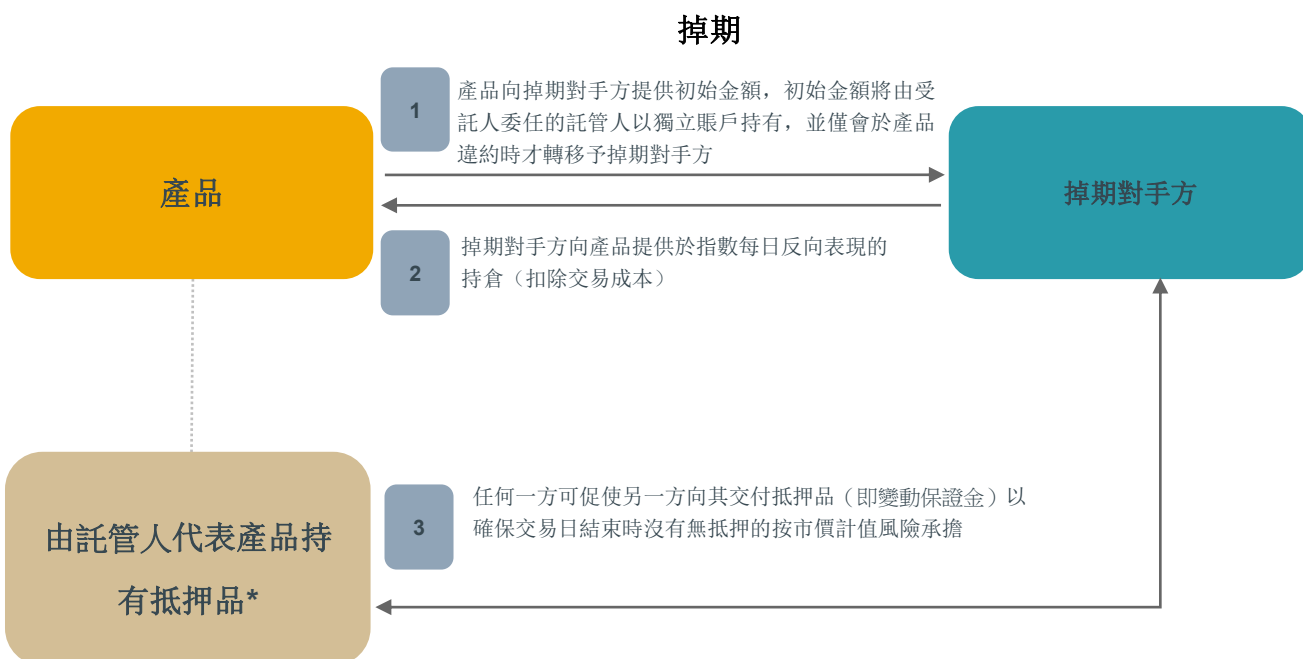 掉期
1
產品向掉期對手方提供初始金額，初始金額將由受
託人委任的託管人以獨立賬戶持有，並僅會於產品
違約時才轉移予掉期對手方
產品
掉期對手方
2
掉期對手方向產品提供於指數每日反向表現的
持倉（扣除交易成本）
3
任何一方可促使另一方向其交付抵押品（即變動保證金）以
確保交易日結束時沒有無抵押的按市價計值風險承擔
由託管人代表產品持
有抵押品*